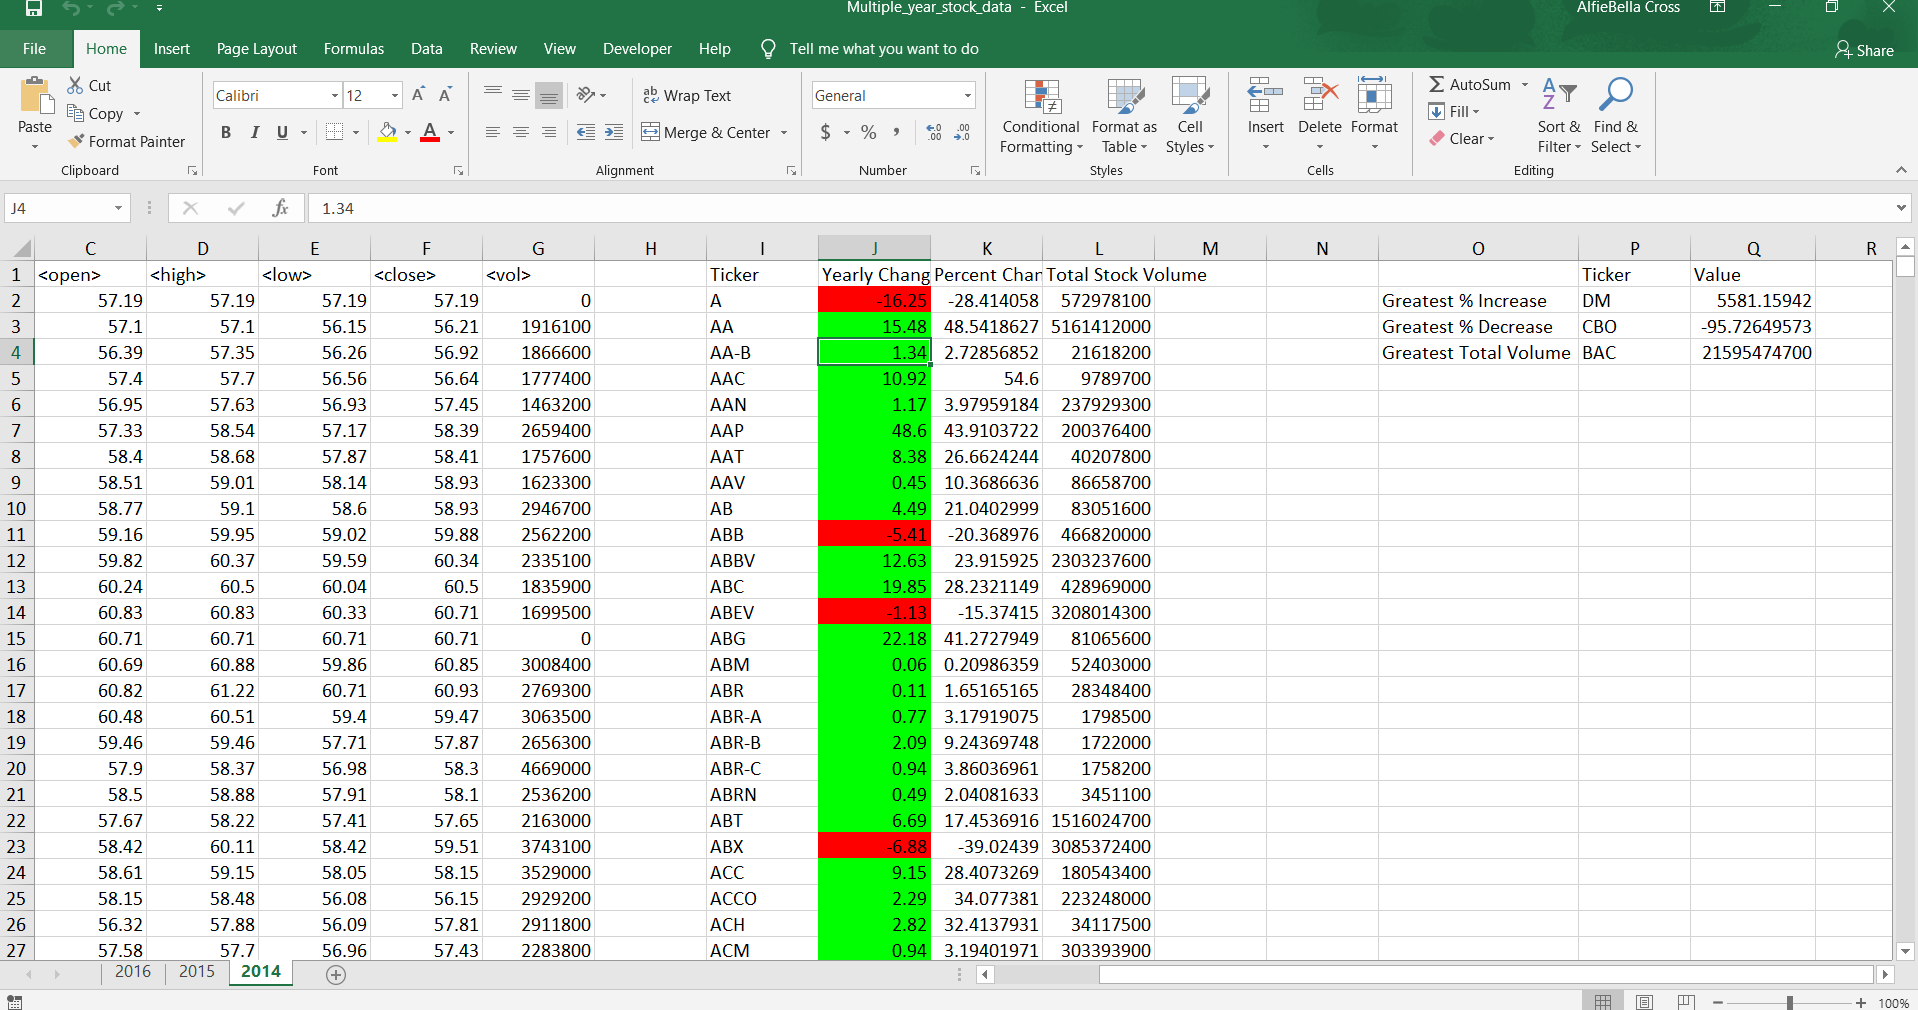 Multiple_year_stock_data - Excel AlfieBella Cross
File Home Insert Page Layout Formulas Data Review View Developer Help Tell me what you want to do Share
Cut
Copy
Format Painter
Paste
Clipboard
Calibri 12
B I U A
Font
ab Wrap Text
Merge & Center
Alignment
General
$ % , .00 .00
Number
Conditional Formatting
Format as Table
Cell Styles
Styles
Insert Delete Format
Cells
AutoSum
Fill
Clear
Sort & Filter
Find & Select
Editing
J4 fx 1.34
C D E F G H I J K L M N O P Q R
1 <open> <high> <low> <close> <vol> Ticker Yearly Chang Percent Chan Total Stock Volume Ticker Value
2 57.19 57.19 57.19 57.19 0 A -16.25 -28.414058 572978100 Greatest % Increase DM 5581.15942
3 57.1 57.1 56.15 56.21 1916100 AA 15.48 48.5418627 5161412000 Greatest % Decrease CBO -95.72649573
4 56.39 57.35 56.26 56.92 1866600 AA-B 1.34 2.72856852 21618200 Greatest Total Volume BAC 21595474700
5 57.4 57.7 56.56 56.64 1777400 AAC 10.92 54.6 9789700
6 56.95 57.63 56.93 57.45 1463200 AAN 1.17 3.97959184 237929300
7 57.33 58.54 57.17 58.39 2659400 AAP 48.6 43.9103722 200376400
8 58.4 58.68 57.87 58.41 1757600 AAT 8.38 26.6624244 40207800
9 58.51 59.01 58.14 58.93 1623300 AAV 0.45 10.3686636 86658700
10 58.77 59.1 58.6 58.93 2946700 AB 4.49 21.0402999 83051600
11 59.16 59.95 59.02 59.88 2562200 ABB -5.41 -20.368976 466820000
12 59.82 60.37 59.59 60.34 2335100 ABBV 12.63 23.915925 2303237600
13 60.24 60.5 60.04 60.5 1835900 ABC 19.85 28.2321149 428969000
14 60.83 60.83 60.33 60.71 1699500 ABEV -1.13 -15.37415 3208014300
15 60.71 60.71 60.71 60.71 0 ABG 22.18 41.2727949 81065600
16 60.69 60.88 59.86 60.85 3008400 ABM 0.06 0.20986359 52403000
17 60.82 61.22 60.71 60.93 2769300 ABR 0.11 1.65165165 28348400
18 60.48 60.51 59.4 59.47 3063500 ABR-A 0.77 3.17919075 1798500
19 59.46 59.46 57.71 57.87 2656300 ABR-B 2.09 9.24369748 1722000
20 57.9 58.37 56.98 58.3 4669000 ABR-C 0.94 3.86036961 1758200
21 58.5 58.88 57.91 58.1 2536200 ABRN 0.49 2.04081633 3451100
22 57.67 58.22 57.41 57.65 2163000 ABT 6.69 17.4536916 1516024700
23 58.42 60.11 58.42 59.51 3743100 ABX -6.88 -39.02439 3085372400
24 58.61 59.15 58.05 58.15 3529000 ACC 9.15 28.4073269 180543400
25 58.15 58.48 56.08 56.15 2929200 ACCO 2.29 34.077381 223248000
26 56.32 57.88 56.09 57.81 2911800 ACH 2.82 32.4137931 34117500
27 57.58 57.7 56.96 57.43 2283800 ACM 0.94 3.19401971 303393900
2016 2015 2014
100%